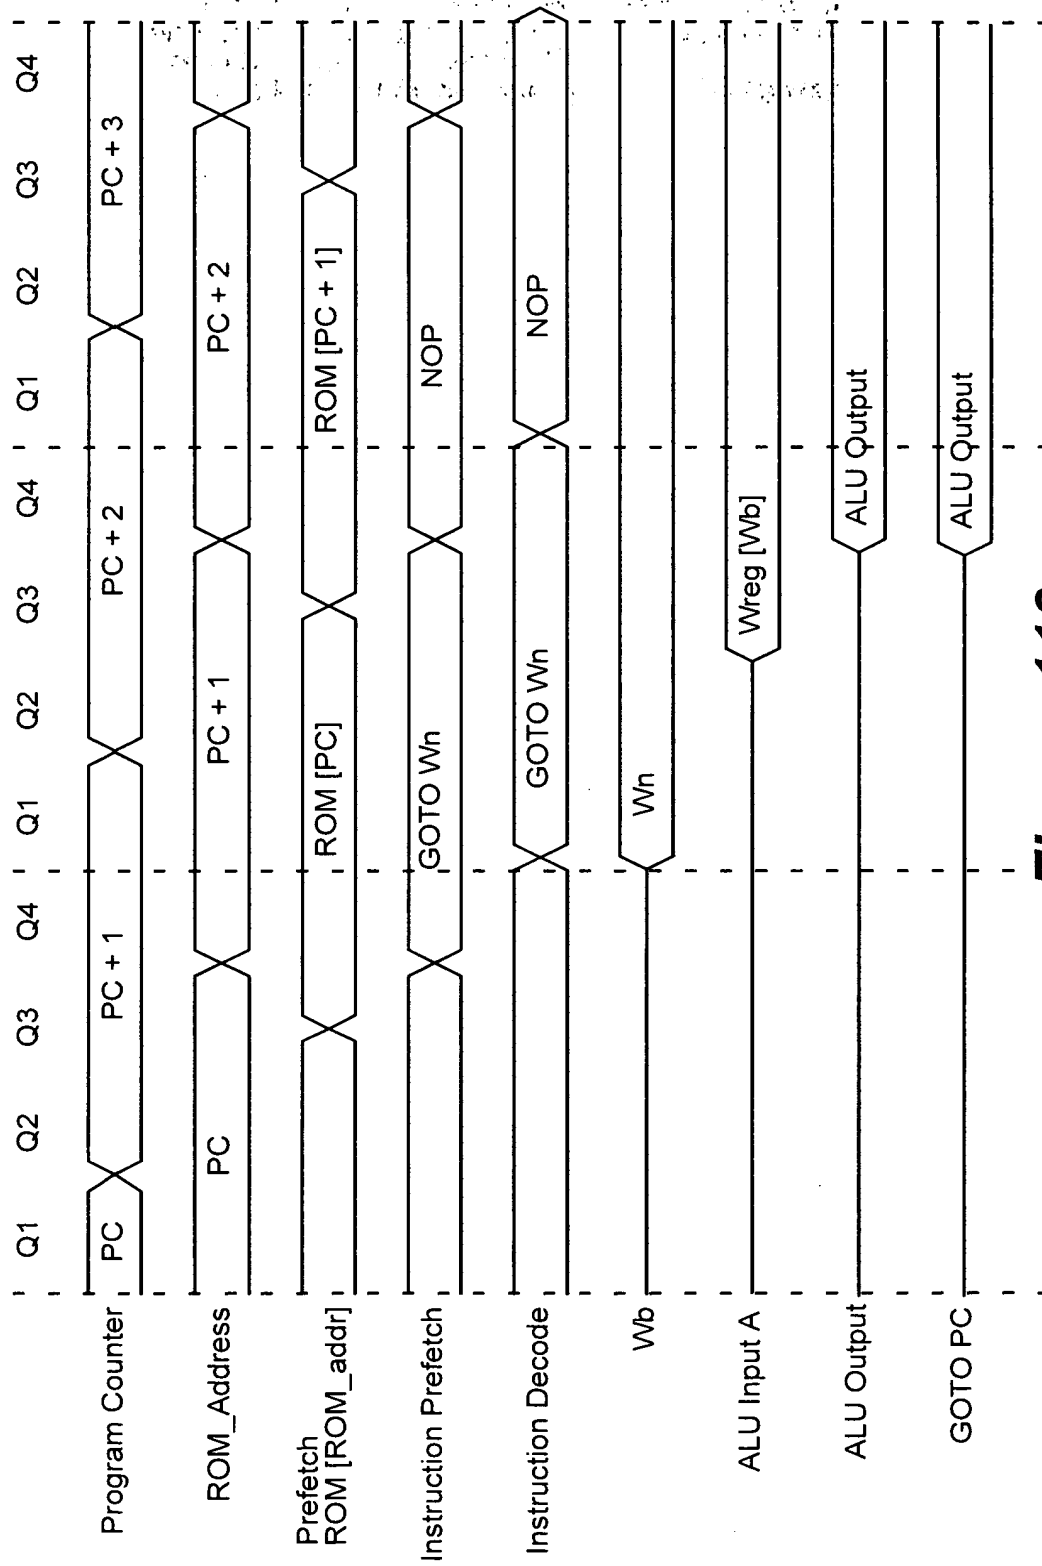 Q1 Q2 Q3 Q4 Q1 Q2 Q3 Q4 Q1 Q2 Q3 Q4
Program Counter PC PC + 1 PC + 2 PC + 3
ROM_Address PC PC + 1 PC + 2
Prefetch
ROM [ROM_addr] ROM [PC] ROM [PC + 1]
Instruction Prefetch GOTO Wn NOP
Instruction Decode GOTO Wn NOP
Wb Wn
ALU Input A Wreg [Wb]
ALU Output ALU Output
GOTO PC ALU Output